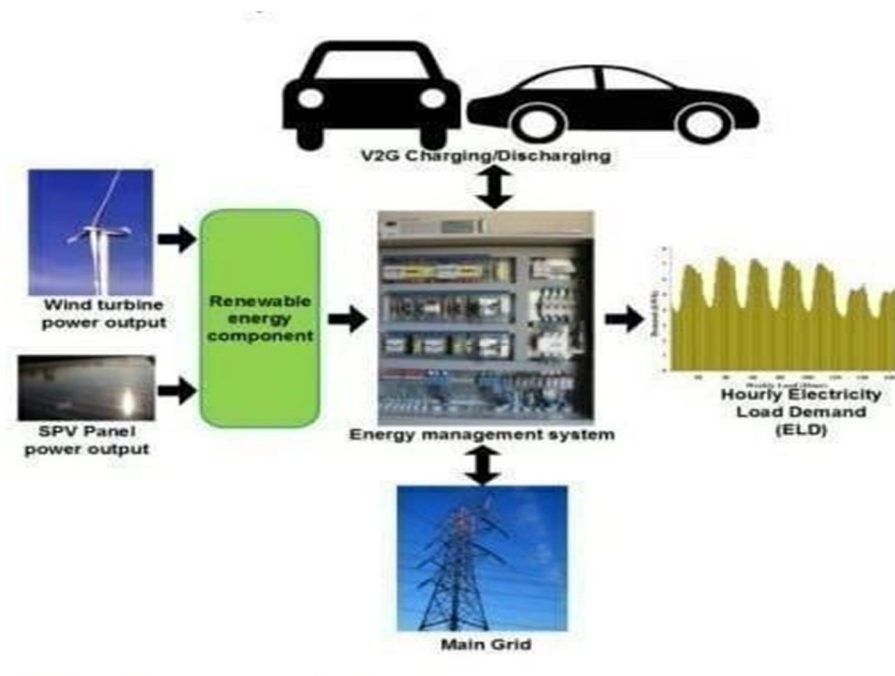 V2G Charging/Discharging
Wind turbine
power output
Renewable
energy
component
SPV Panel
power output
Energy management system
Hourly Electricity
Load Demand
(ELD)
Main Grid